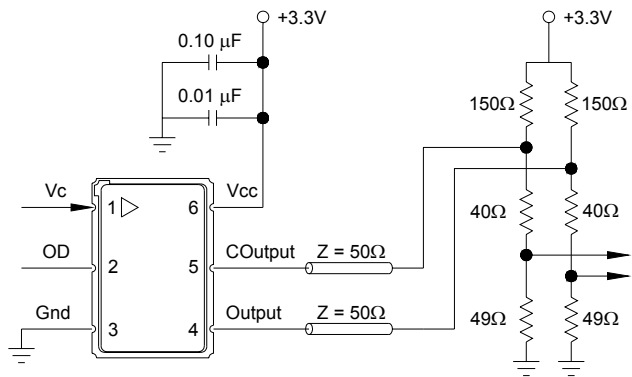 +3.3V
+3.3V
0.10 μF
0.01 μF
150Ω
150Ω
Vc
1
6
Vcc
40Ω
40Ω
OD
2
5
COutput
Z = 50Ω
Gnd
3
4
Output
Z = 50Ω
49Ω
49Ω